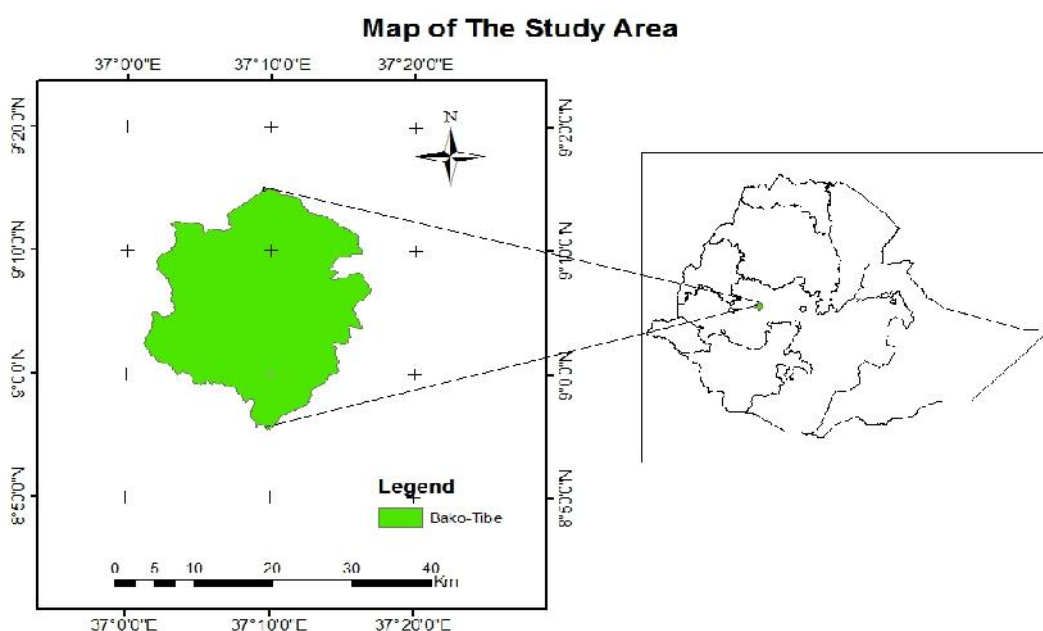 Map of The Study Area
37°0'0"E 37°10'0"E 37°20'0"E
N
9°20'0"N 9°20'0"N
9°10'0"N 9°10'0"N
9°0'0"N 9°0'0"N
8°50'0"N 8°50'0"N
Legend
Bako-Tibe
0 5 10 20 30 40
Km
37°0'0"E 37°10'0"E 37°20'0"E